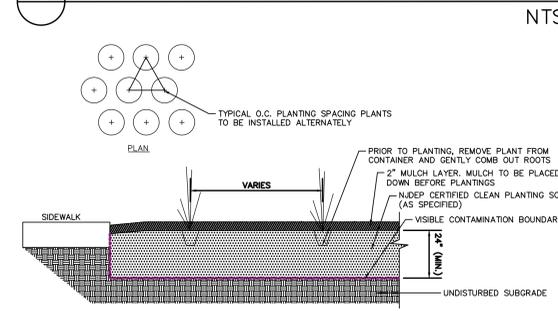 NTS
TYPICAL O.C. PLANTING SPACING PLANTS
TO BE INSTALLED ALTERNATELY
PLAN
PRIOR TO PLANTING, REMOVE PLANT FROM
CONTAINER AND GENTLY COMB OUT ROOTS
2" MULCH LAYER. MULCH TO BE PLACED
DOWN BEFORE PLANTINGS
VARIES
NJDEP CERTIFIED CLEAN PLANTING SO
(AS SPECIFIED)
SIDEWALK
VISIBLE CONTAMINATION BOUNDAR
24" (MIN.)
UNDISTURBED SUBGRADE